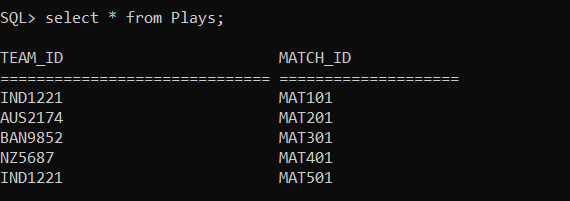 SQL> select * from Plays;
TEAM_ID MATCH_ID
============================== ====================
IND1221 MAT101
AUS2174 MAT201
BAN9852 MAT301
NZ5687 MAT401
IND1221 MAT501